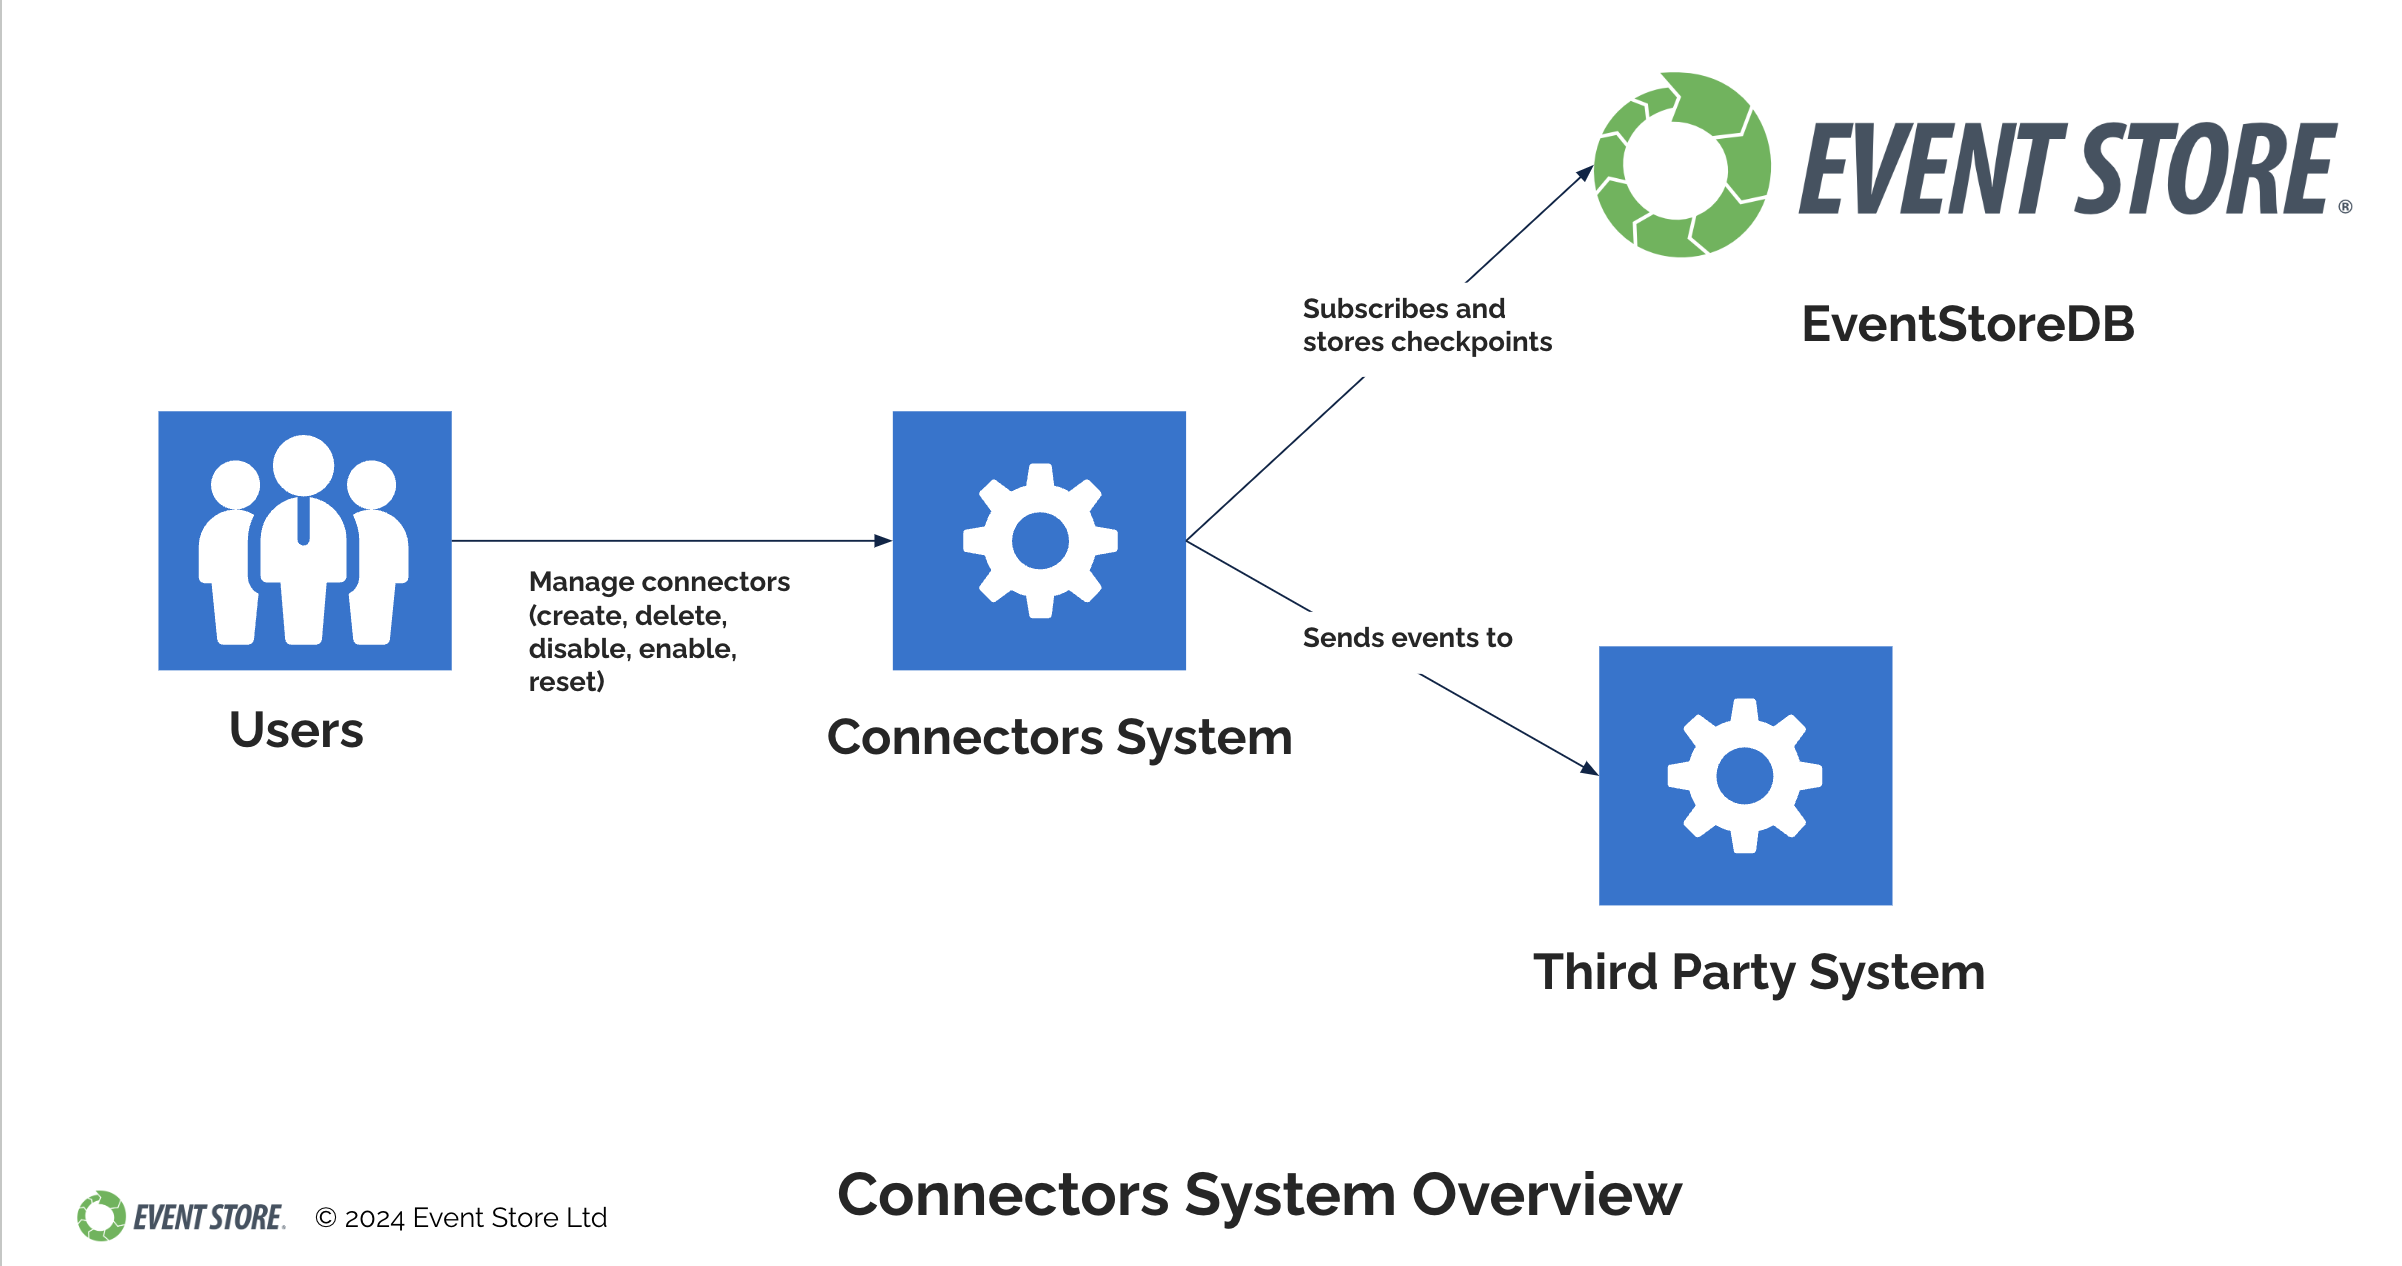 EVENT STORE®
EventStoreDB
Subscribes and
stores checkpoints
Manage connectors
(create, delete,
disable, enable,
reset)
Users
Connectors System
Sends events to
Third Party System
Connectors System Overview
EVENT STORE®
© 2024 Event Store Ltd